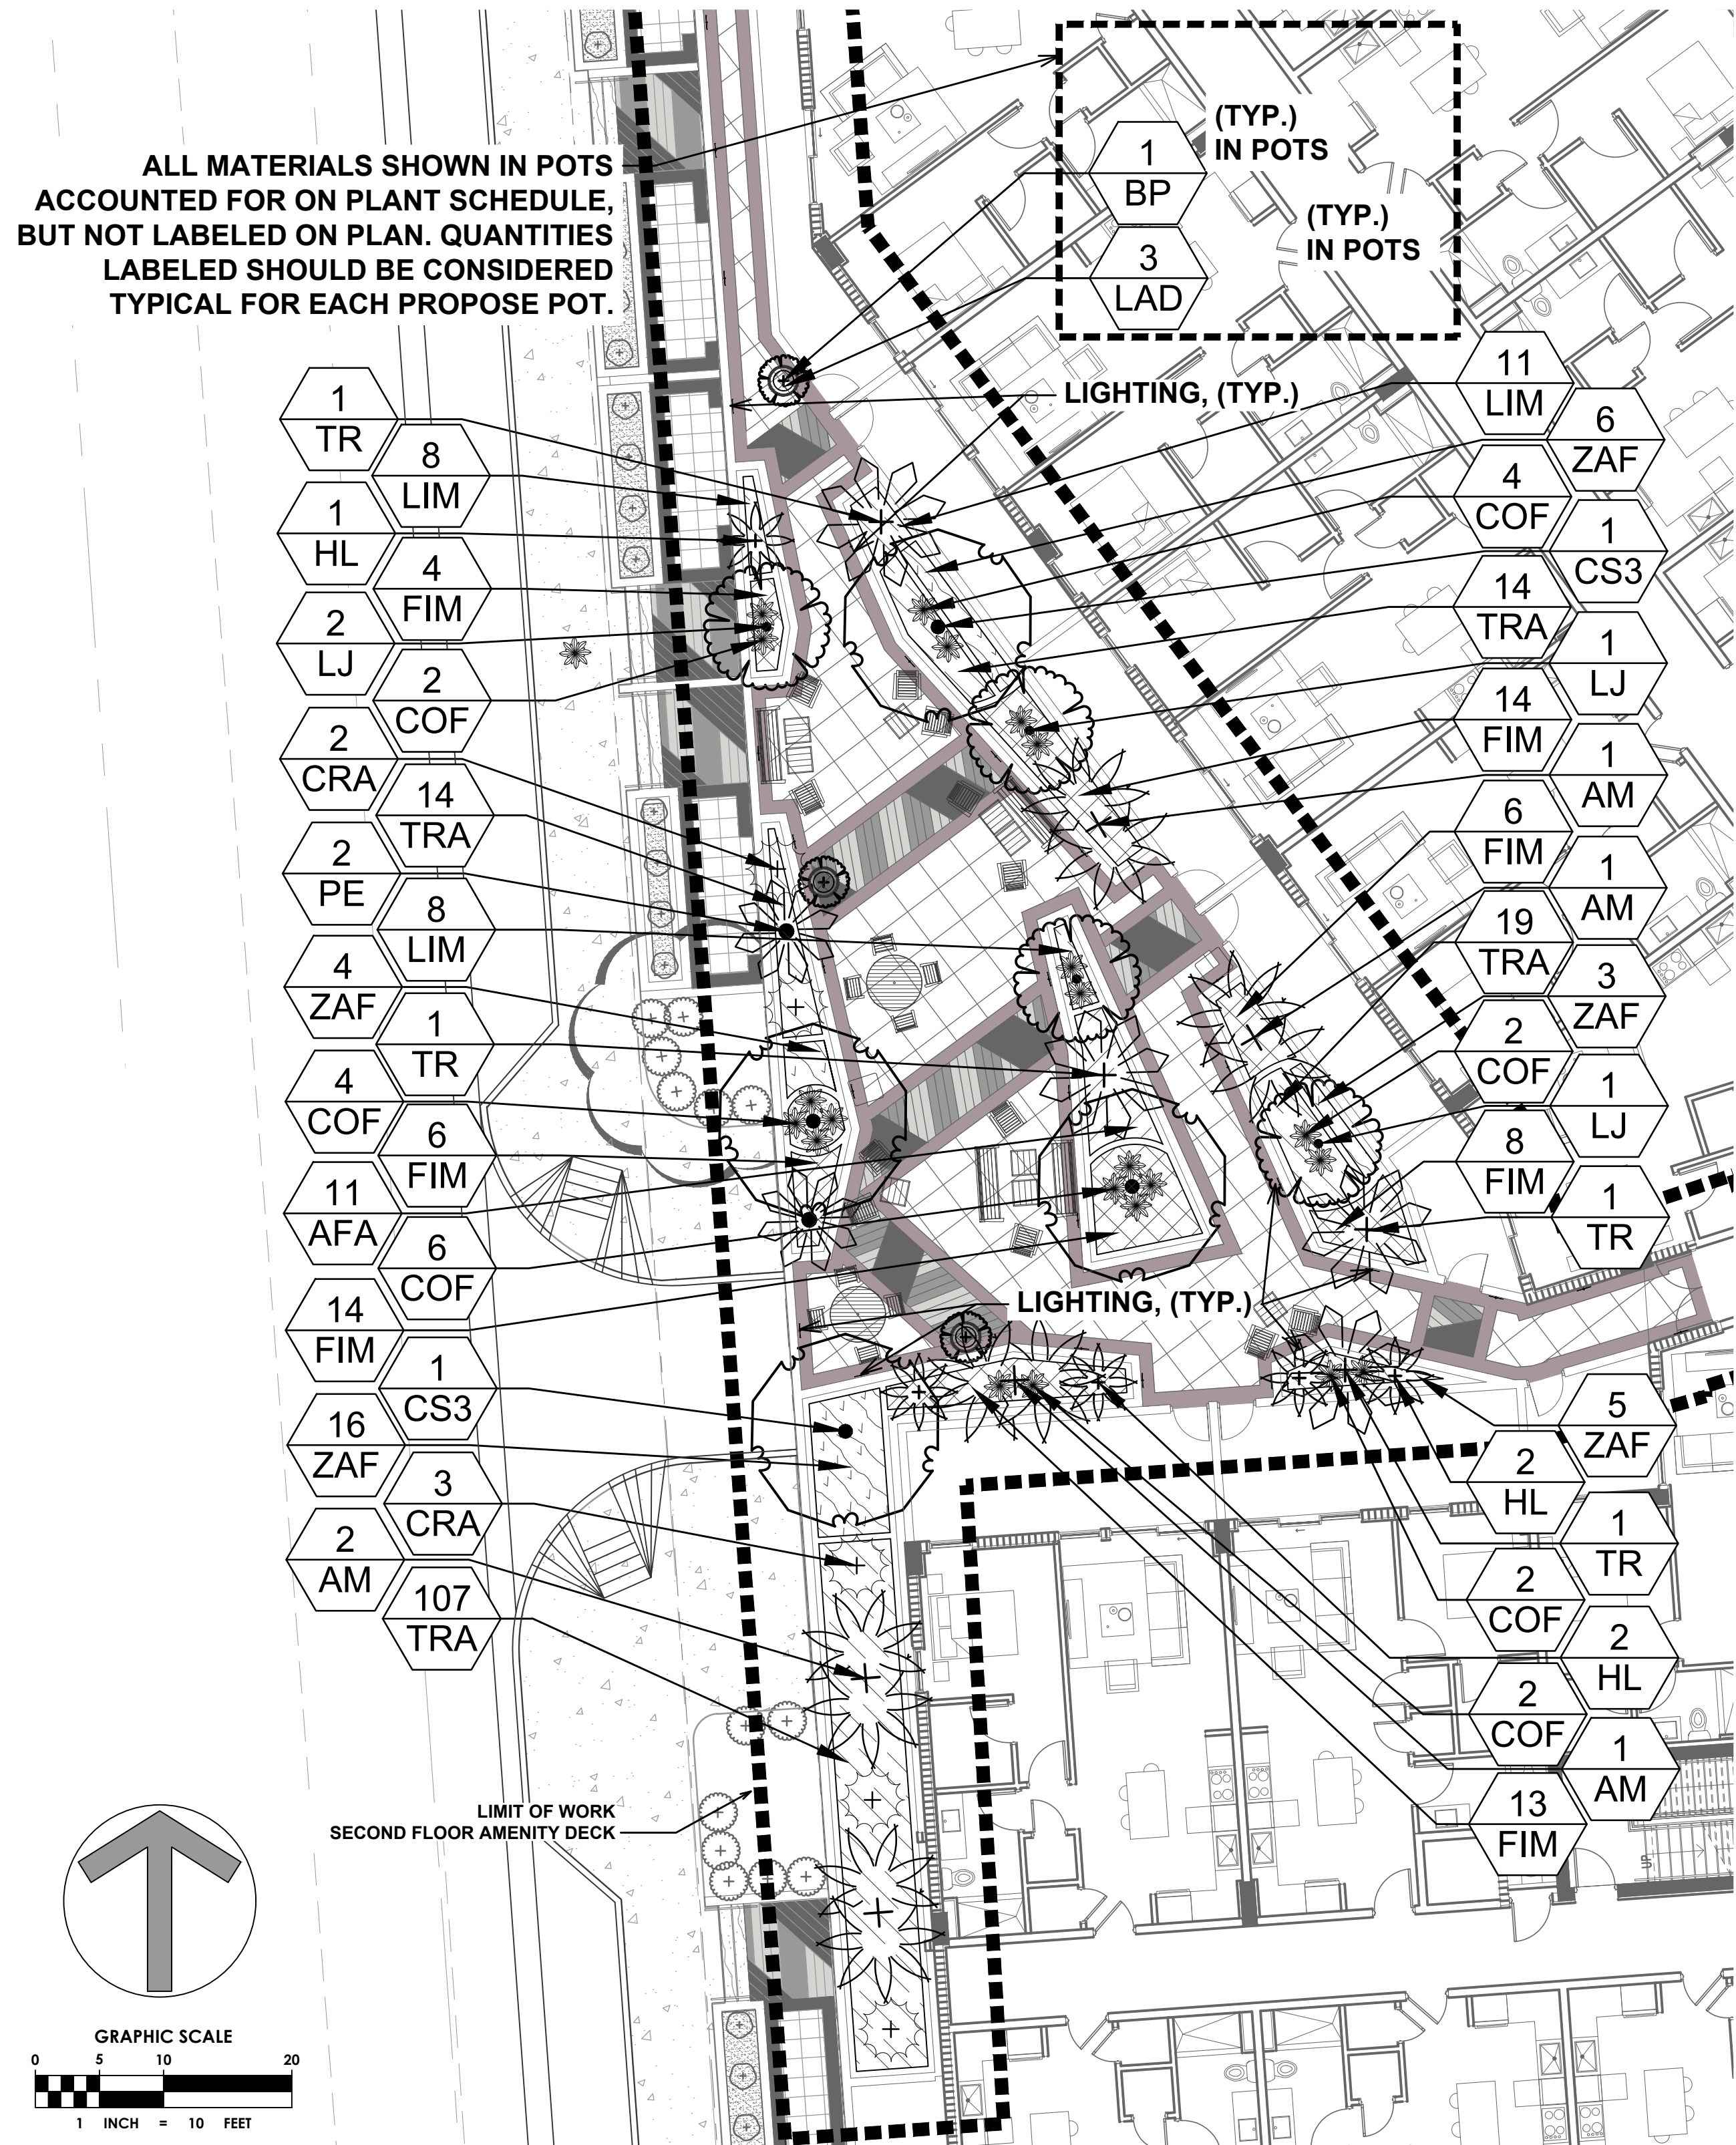 (TYP.)
IN POTS
1
BP
(TYP.)
IN POTS
3
LAD
ALL MATERIALS SHOWN IN POTS
ACCOUNTED FOR ON PLANT SCHEDULE,
BUT NOT LABELED ON PLAN. QUANTITIES
LABELED SHOULD BE CONSIDERED
TYPICAL FOR EACH PROPOSE POT.
LIGHTING, (TYP.)
1
TR
8
LIM
1
HL
4
FIM
2
LJ
2
COF
2
CRA
14
TRA
2
PE
8
LIM
4
ZAF
1
TR
4
COF
6
FIM
11
AFA
6
COF
14
FIM
1
CS3
16
ZAF
3
CRA
2
AM
107
TRA
11
LIM
6
ZAF
4
COF
1
CS3
14
TRA
1
LJ
14
FIM
1
AM
6
FIM
1
AM
19
TRA
3
ZAF
2
COF
1
LJ
8
FIM
1
TR
LIGHTING, (TYP.)
5
ZAF
2
HL
1
TR
2
COF
2
HL
2
COF
1
AM
13
FIM
UP
LIMIT OF WORK
SECOND FLOOR AMENITY DECK
GRAPHIC SCALE
0 5 10 20
1 INCH = 10 FEET